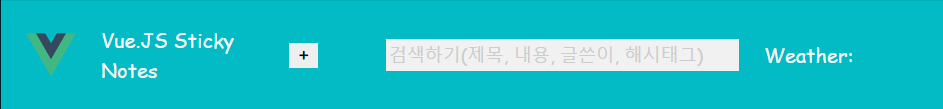 Vue.JS Sticky
Notes
+
검색하기(제목, 내용, 글쓴이, 해시태그)
Weather: